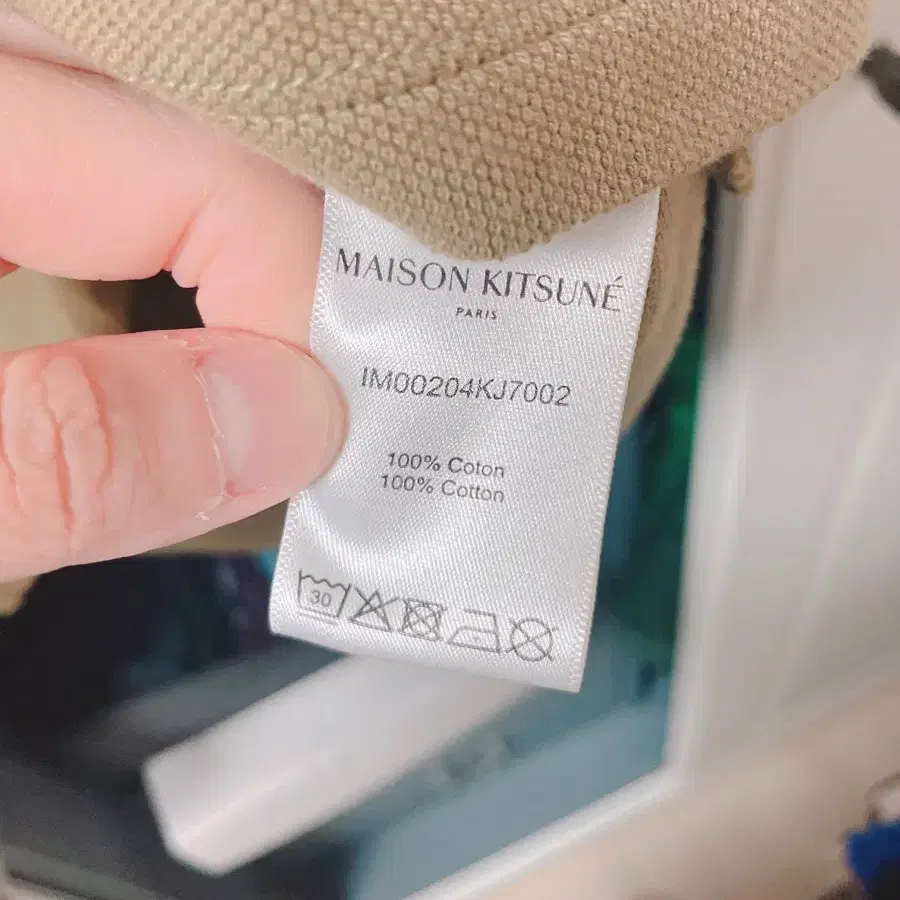 MAISON KITSUNÉ
PARIS
IM00204KJ7002
100% Coton
100% Cotton
30